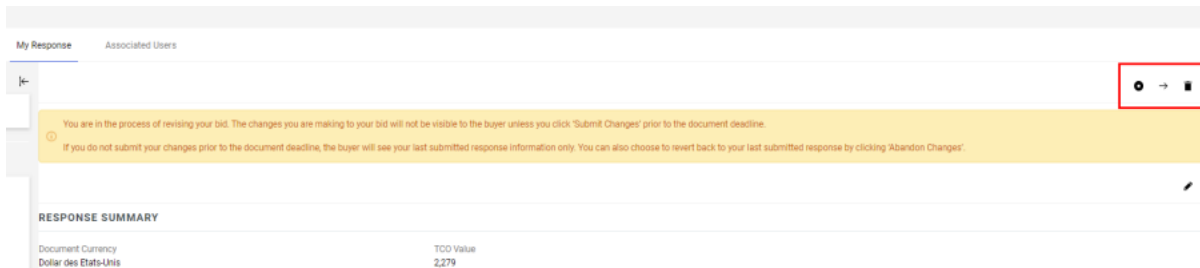 My Response
Associated Users
You are in the process of revising your bid. The changes you are making to your bid will not be visible to the buyer unless you click 'Submit Changes' prior to the document deadline.
If you do not submit your changes prior to the document deadline, the buyer will see your last submitted response information only. You can also choose to revert back to your last submitted response by clicking 'Abandon Changes'.
RESPONSE SUMMARY
Document Currency
TCO Value
Dollar des Etats-Unis
2,279